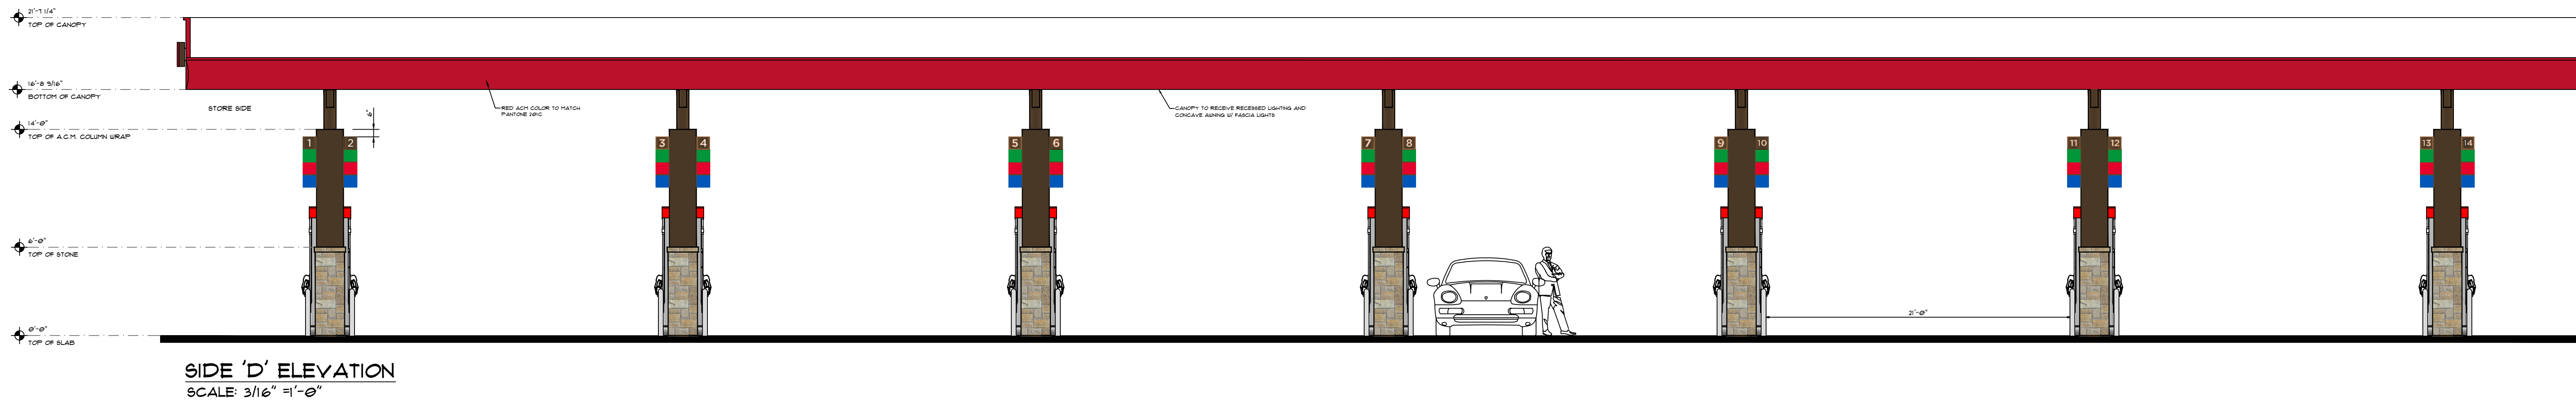 21'-7 1/4"
TOP OF CANOPY
16'-8 9/16"
BOTTOM OF CANOPY
STORE SIDE
RED ACM COLOR TO MATCH
PANTONE 201C
CANOPY TO RECEIVE RECESSED LIGHTING AND
CONCAVE AWNING W/ FASCIA LIGHTS
14'-0"
TOP OF A.C.M. COLUMN WRAP
6"
1 2 3 4 5 6 7 8 9 10 11 12 13 14
6'-0"
TOP OF STONE
21'-0"
0'-0"
TOP OF SLAB
SIDE 'D' ELEVATION
SCALE: 3/16" =1'-0"